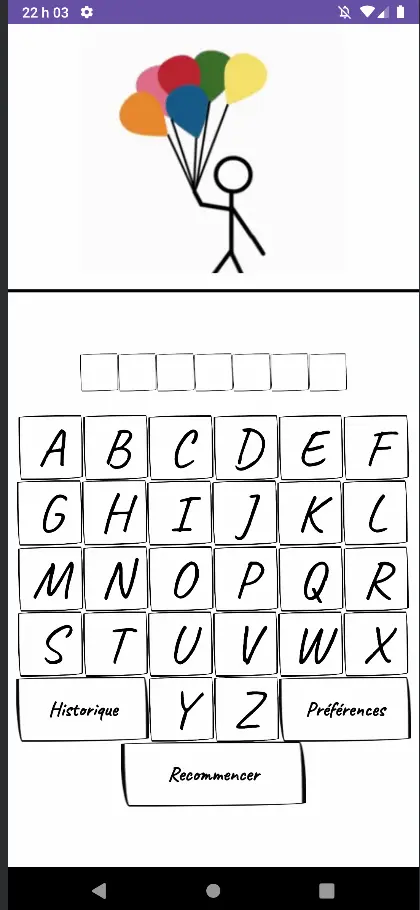 22 h 03
A B C D E F
G H I J K L
M N O P Q R
S T U V W X
Historique Y Z Préférences
Recommencer